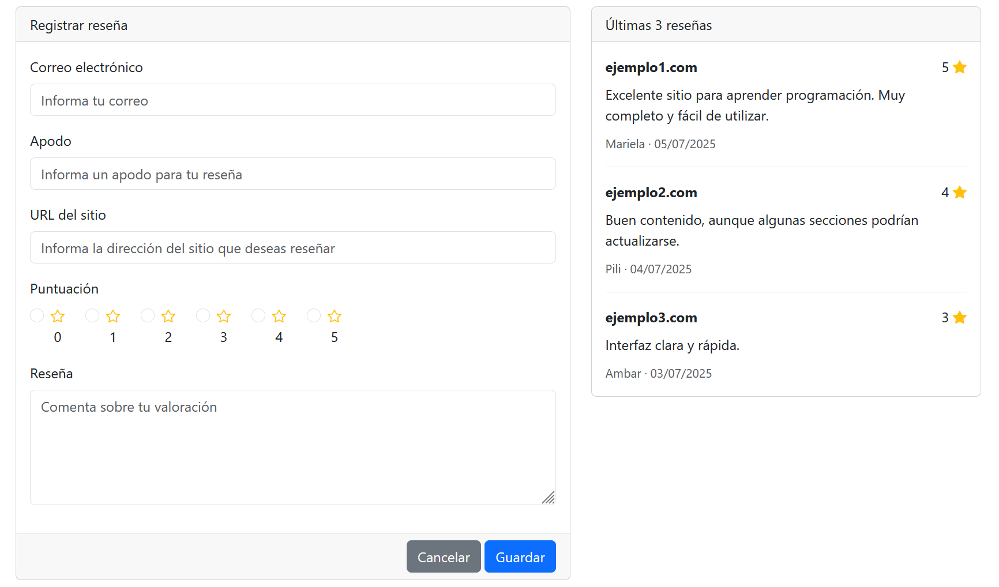 Registrar reseña
Correo electrónico
Informa tu correo
Apodo
Informa un apodo para tu reseña
URL del sitio
Informa la dirección del sitio que deseas reseñar
Puntuación
0 1 2 3 4 5
Reseña
Comenta sobre tu valoración
Cancelar Guardar
Últimas 3 reseñas
ejemplo1.com 5
Excelente sitio para aprender programación. Muy
completo y fácil de utilizar.
Mariela · 05/07/2025
ejemplo2.com 4
Buen contenido, aunque algunas secciones podrían
actualizarse.
Pili · 04/07/2025
ejemplo3.com 3
Interfaz clara y rápida.
Ambar · 03/07/2025